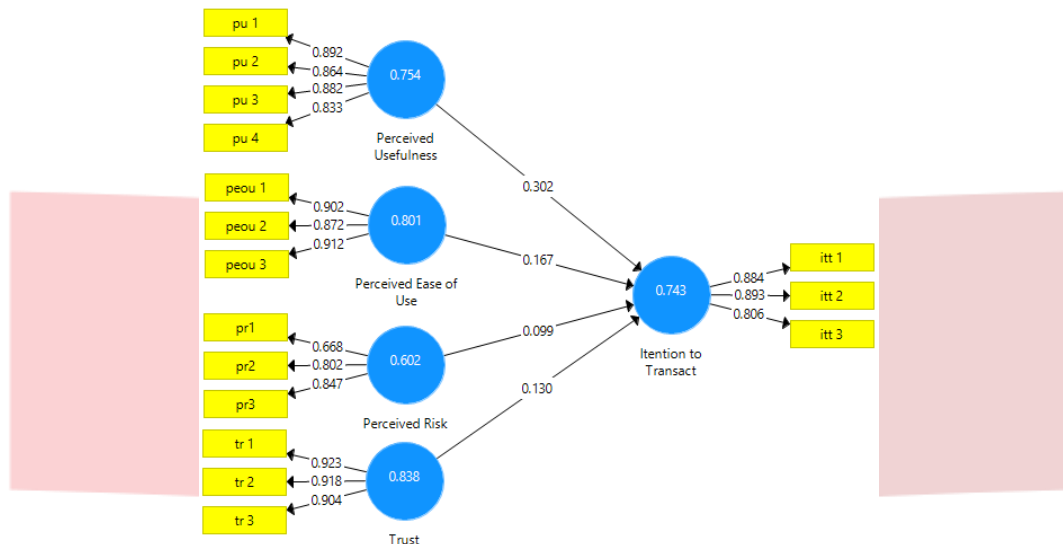 pu 1
0.892
pu 2
0.864
0.754
pu 3
0.882
0.833
pu 4
Perceived
Usefulness
0.302
peou 1
0.902
peou 2
0.872
0.801
peou 3
0.912
Perceived Ease of
Use
0.167
pr1
0.668
pr2
0.802
0.602
0.847
pr3
Perceived Risk
0.099
tr 1
0.923
tr 2
0.918
0.838
0.904
tr 3
Trust
0.130
0.743
Itention to
Transact
itt 1
0.884
itt 2
0.893
0.806
itt 3